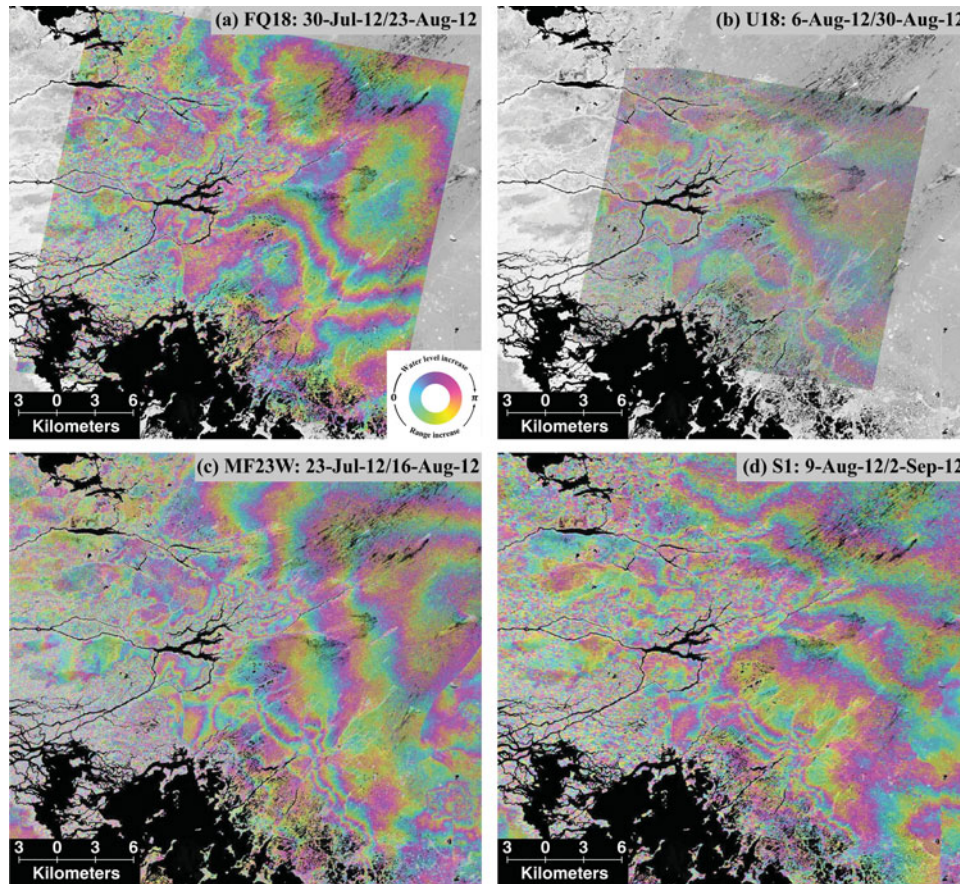 (a) FQ18: 30-Jul-12/23-Aug-12
(b) U18: 6-Aug-12/30-Aug-12
Water level increase
0
π
Range increase
3 0 3 6
Kilometers
3 0 3 6
Kilometers
(c) MF23W: 23-Jul-12/16-Aug-12
(d) S1: 9-Aug-12/2-Sep-12
3 0 3 6
Kilometers
3 0 3 6
Kilometers